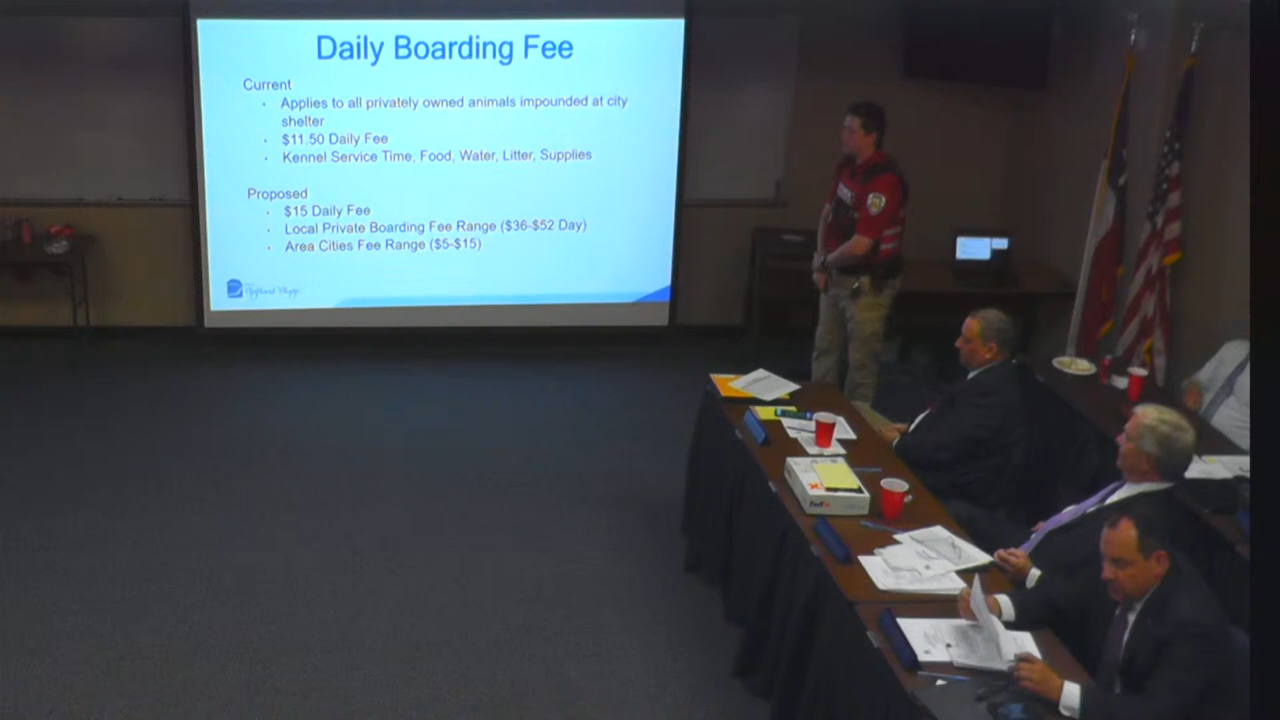 Daily Boarding Fee
Current
· Applies to all privately owned animals impounded at city
shelter
· $11.50 Daily Fee
· Kennel Service Time, Food, Water, Litter, Supplies
Proposed
· $15 Daily Fee
· Local Private Boarding Fee Range ($36-$52 Day)
· Area Cities Fee Range ($5-$15)
FedEx